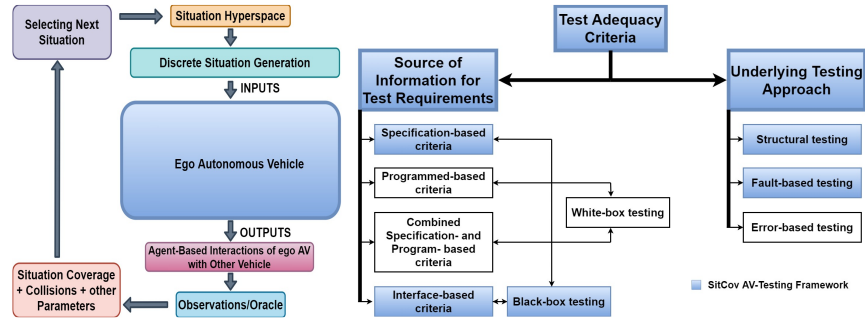 Selecting Next
Situation
Situation Hyperspace
Discrete Situation Generation
INPUTS
Ego Autonomous Vehicle
OUTPUTS
Agent-Based Interactions of ego AV
with Other Vehicle
Observations/Oracle
Situation Coverage
+ Collisions + other
Parameters
Test Adequacy
Criteria
Source of
Information for
Test Requirements
Underlying Testing
Approach
Specification-based
criteria
Programmed-based
criteria
Combined
Specification- and
Program- based
criteria
Interface-based
criteria
White-box testing
Black-box testing
Structural testing
Fault-based testing
Error-based testing
SitCov AV-Testing Framework